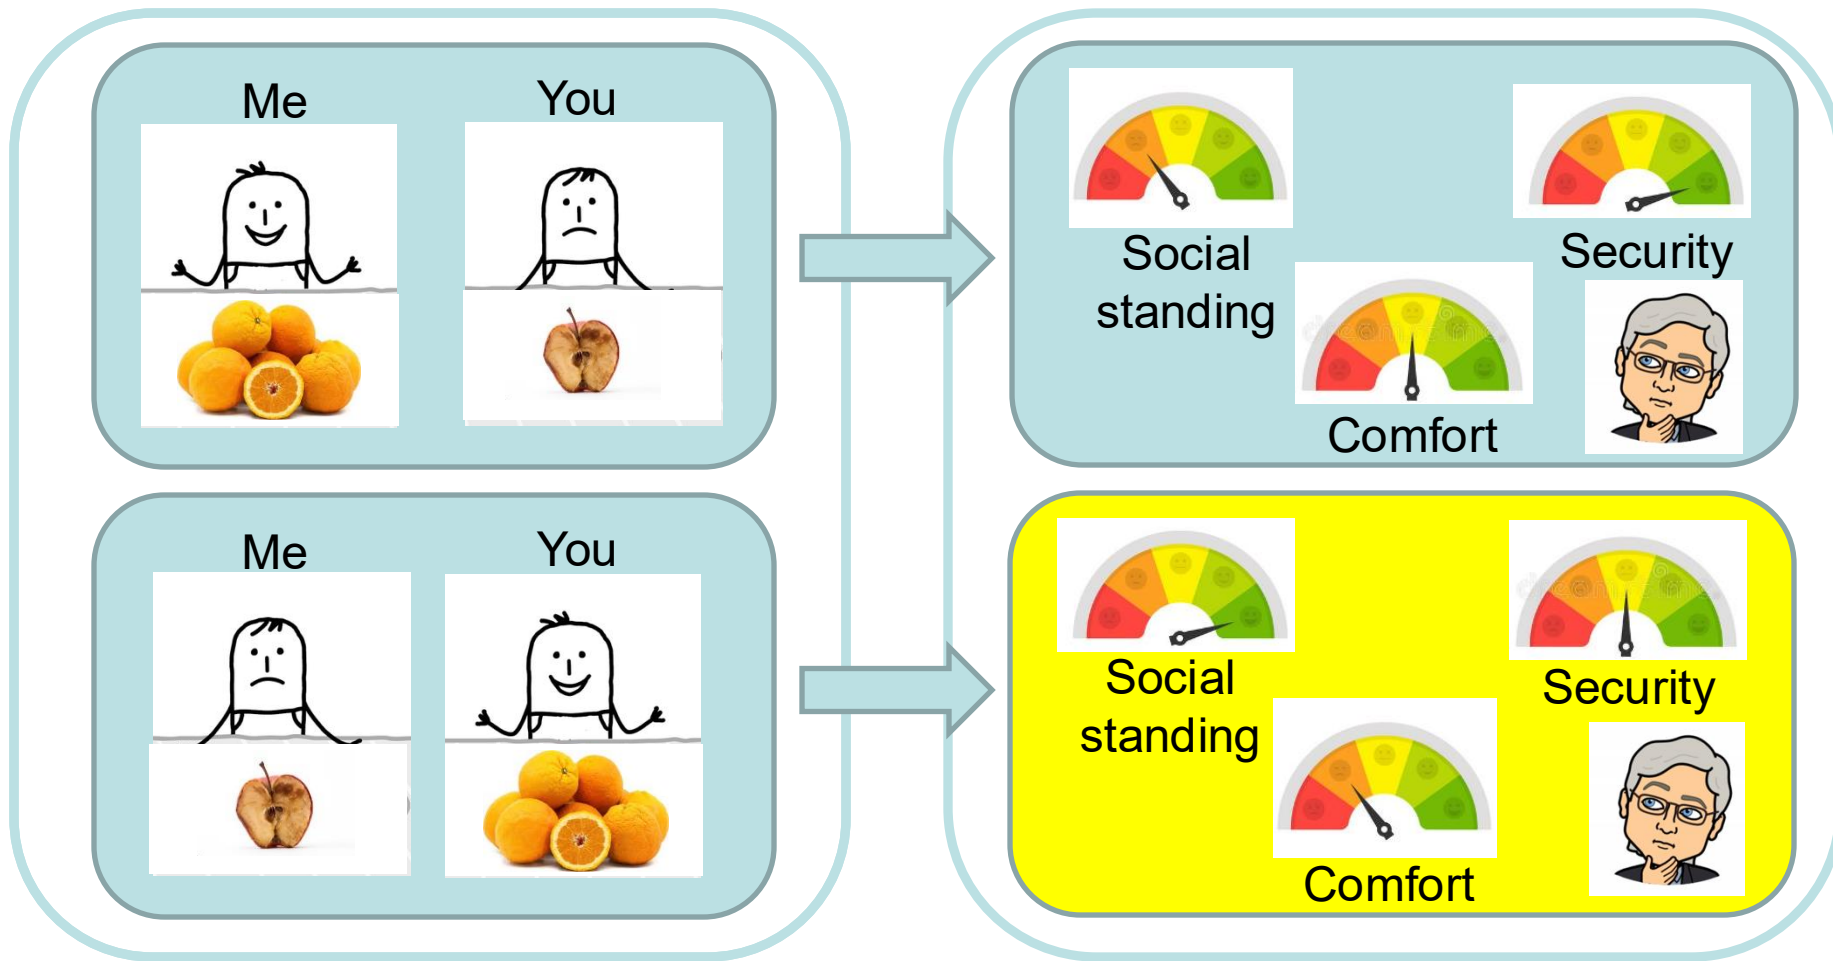 Me
You
Social
standing
Security
Comfort
Me
You
Social
standing
Security
Comfort